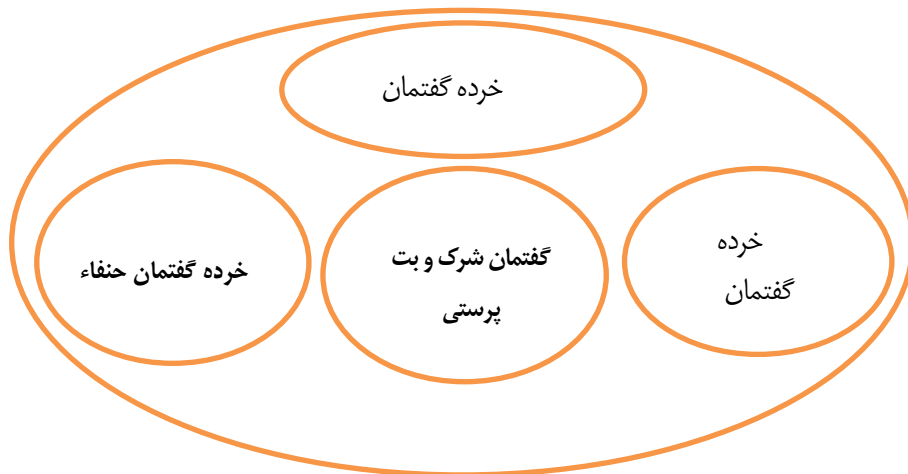 خرده گفتمان
خرده
گفتمان
گفتمان شرک و بت
پرستی
خرده گفتمان حنفاء